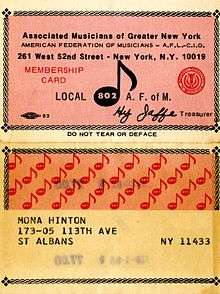 Associated Musicians of Greater New York
AMERICAN FEDERATION OF MUSICIANS – A.F.L.-C.I.O.
261 West 52nd Street - New York, N.Y. 10019
MEMBERSHIP
CARD
LOCAL 802 A. F. of M.
Hy Jaffe Treasurer
DO NOT TEAR OR DEFACE
MONA HINTON
173-05 113TH AVE
ST ALBANS NY 11433